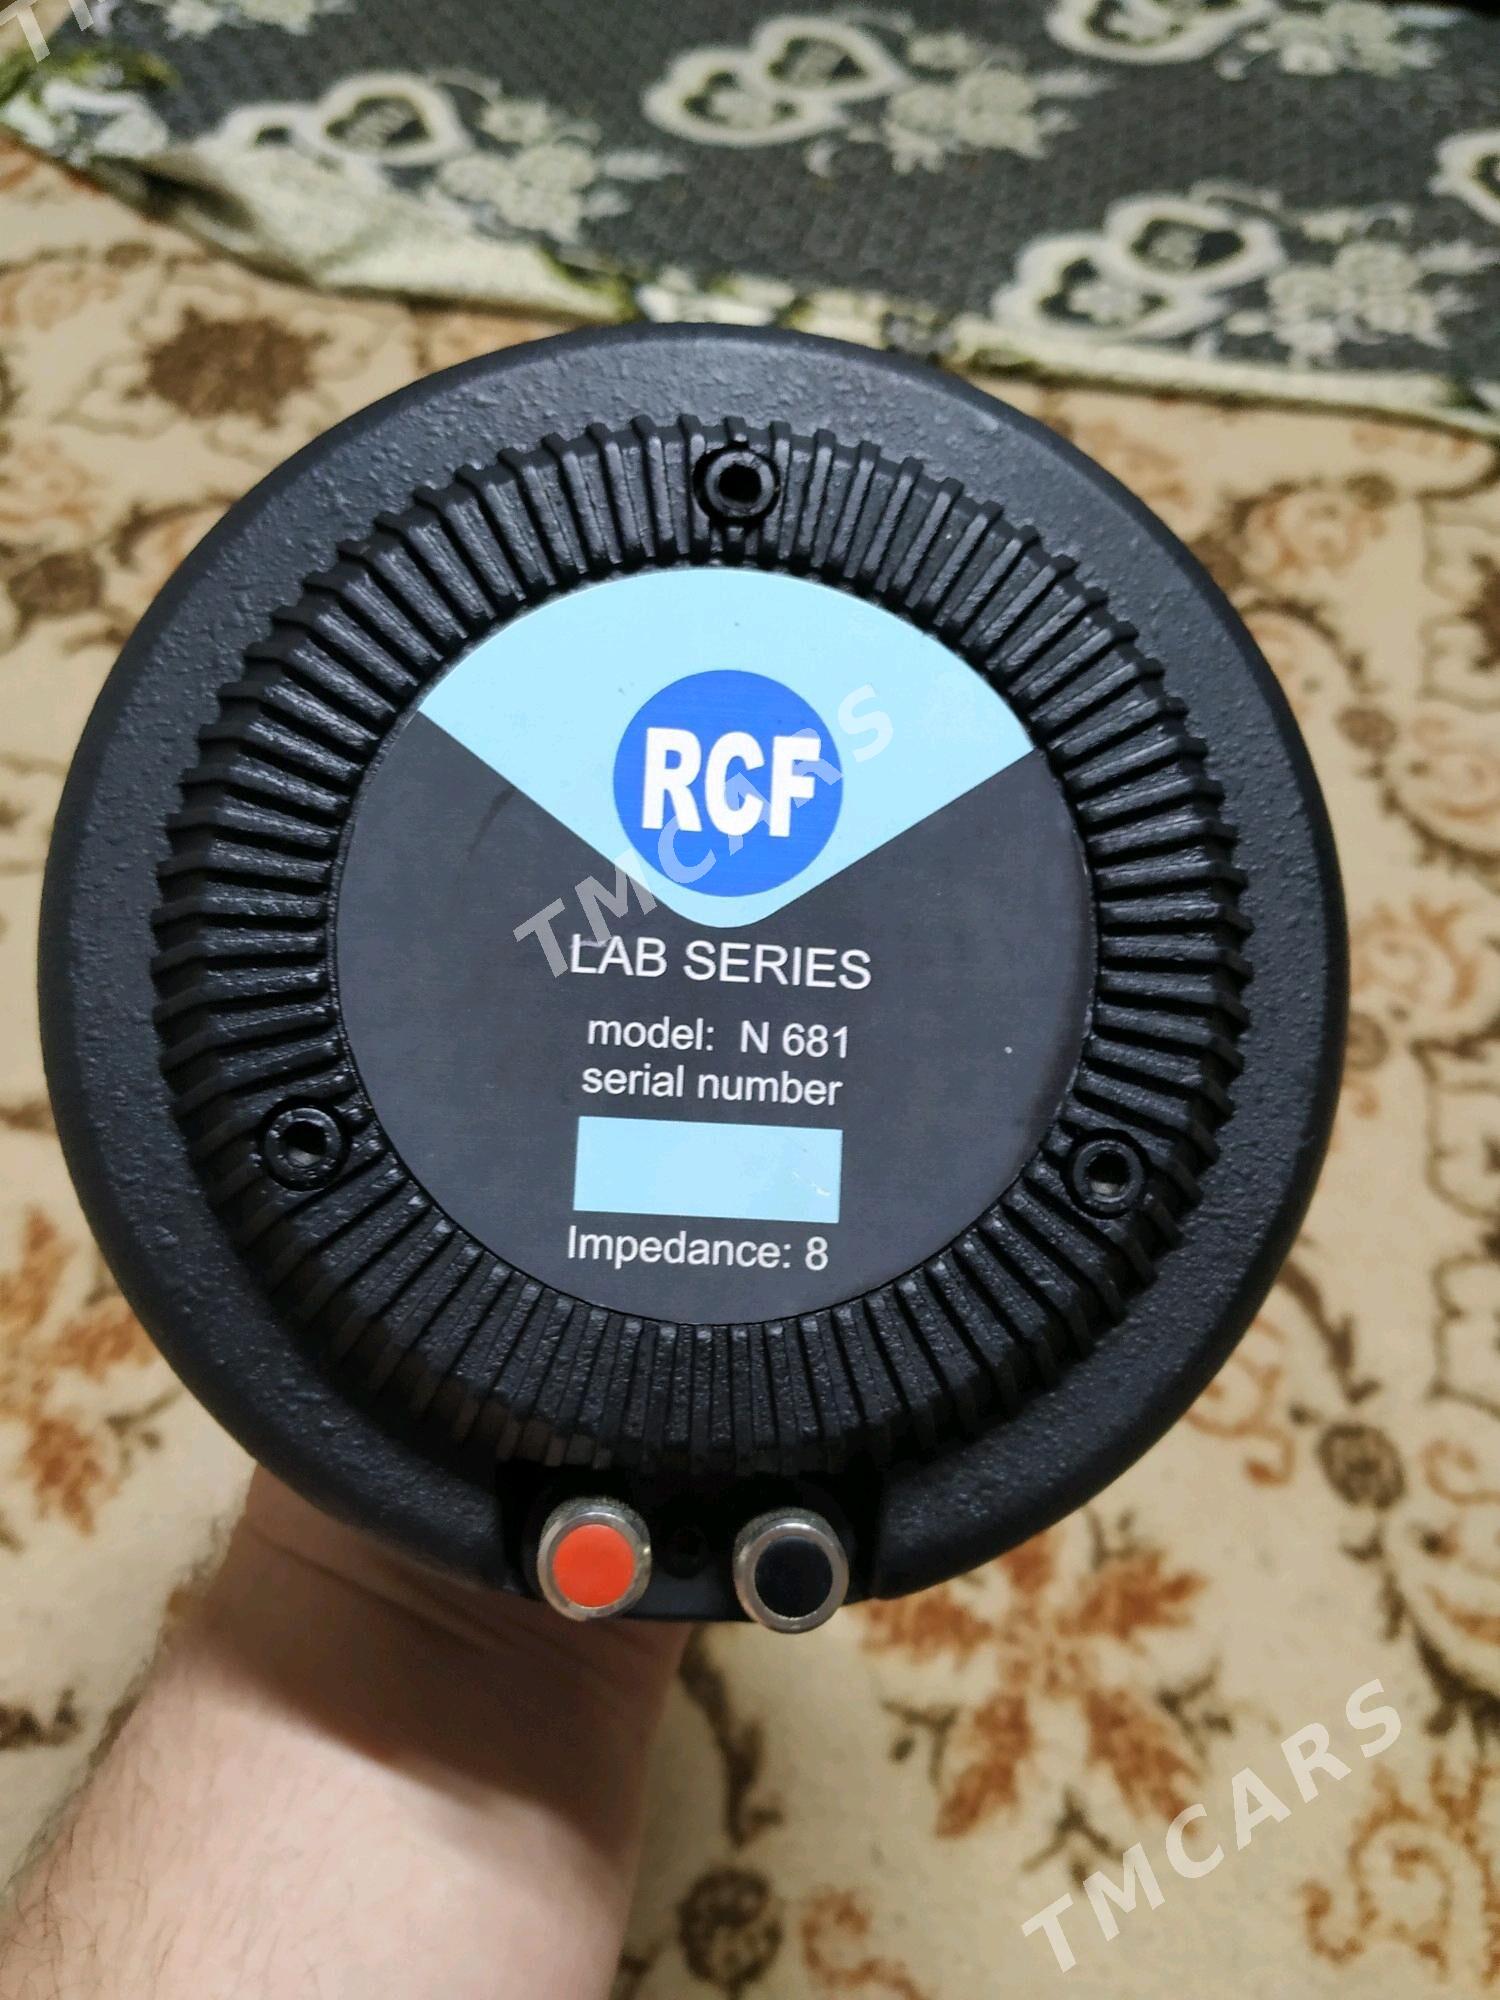 RCF
TMCARS
LAB SERIES
model: N 681
serial number
Impedance: 8
TMCARS